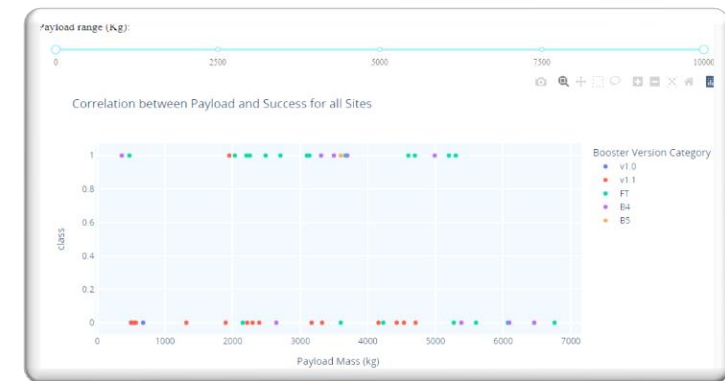 Payload range (Kg):
0 2500 5000 7500 10000
Correlation between Payload and Success for all Sites
Booster Version Category
v1.0
v1.1
FT
B4
B5
1
0.8
0.6
0.4
0.2
0
class
0 1000 2000 3000 4000 5000 6000 7000
Payload Mass (kg)